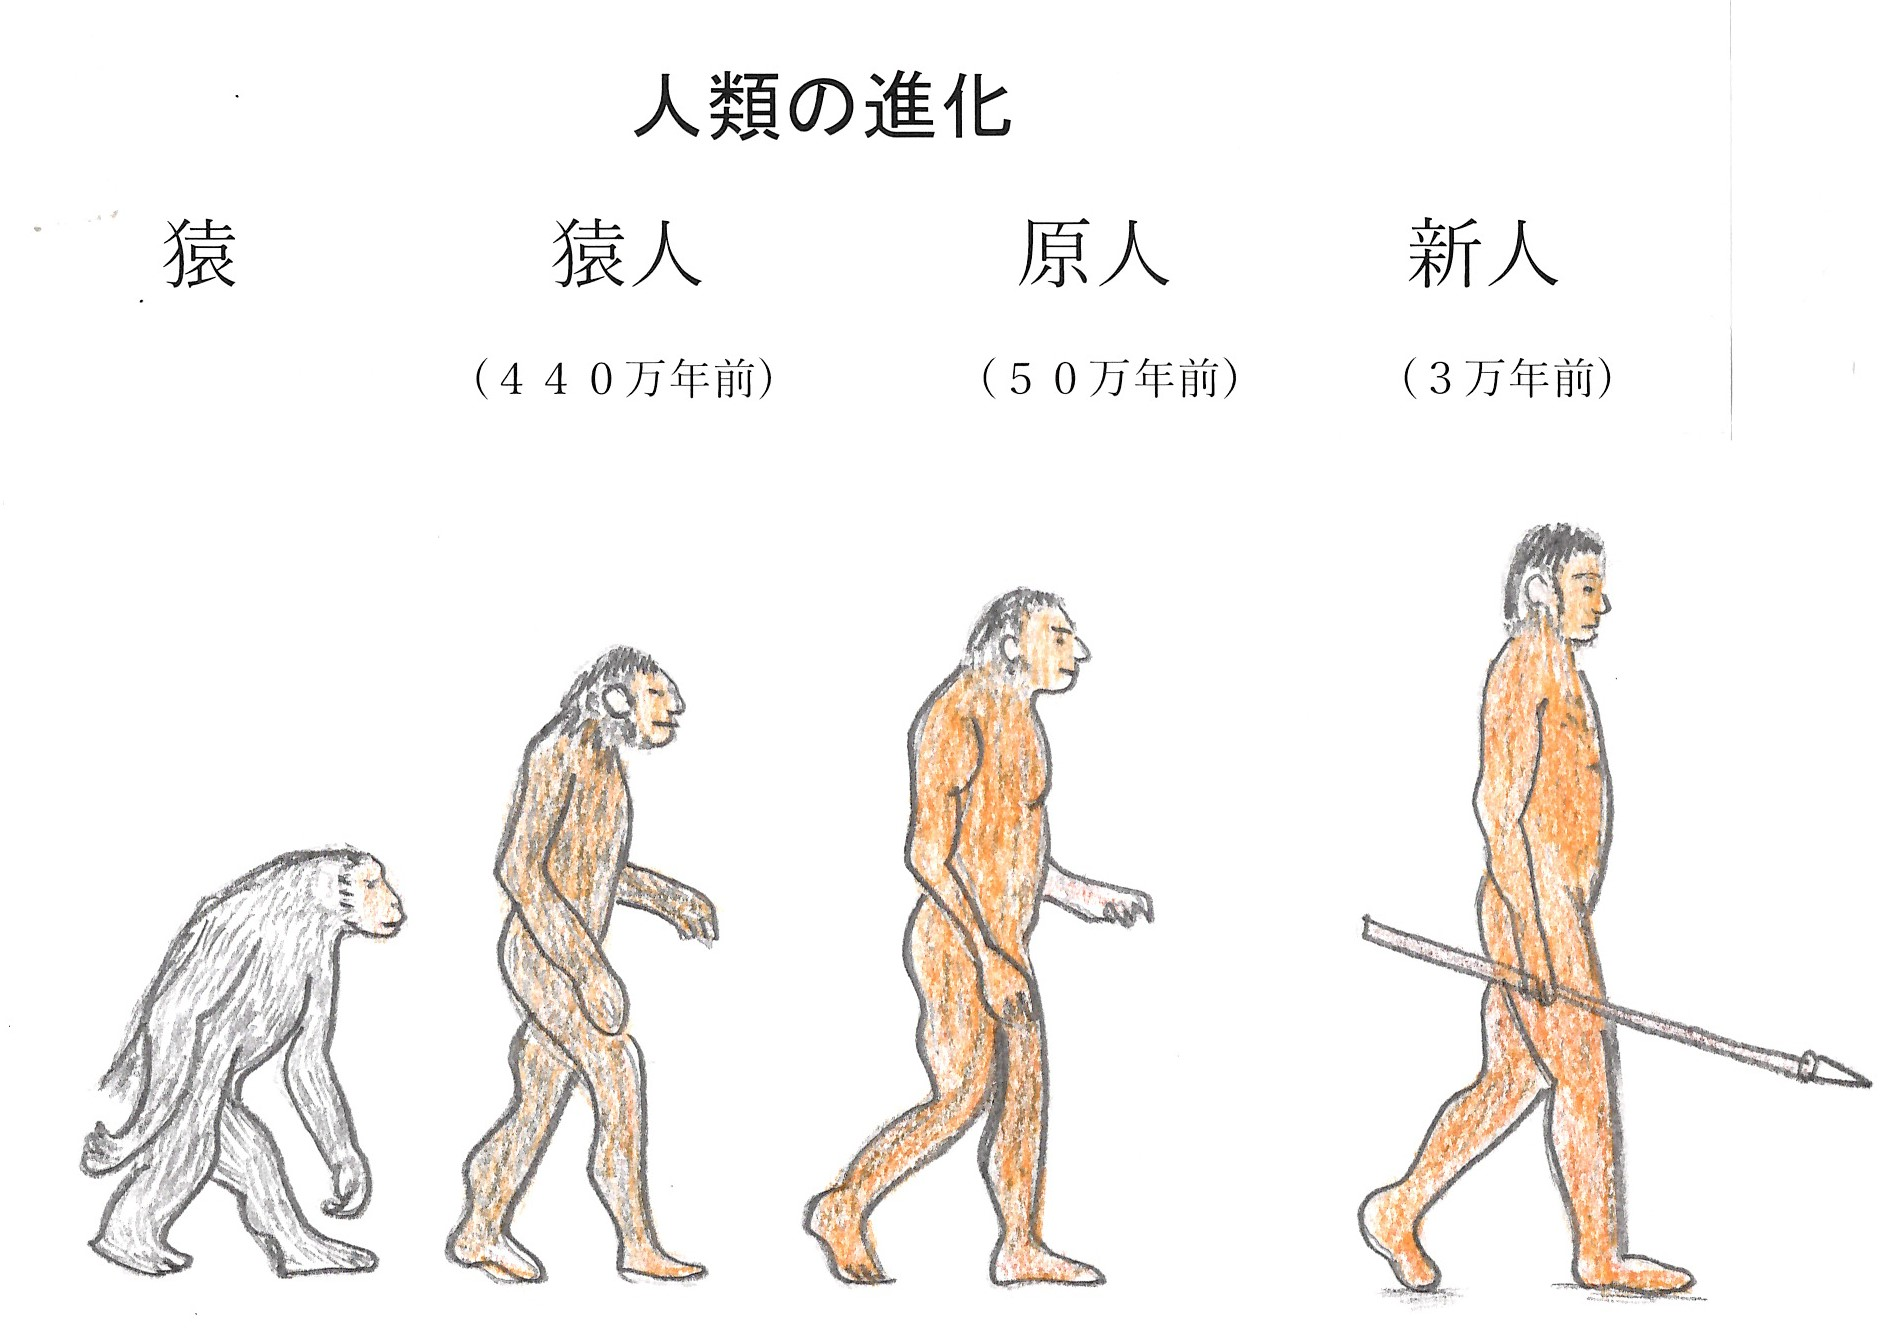 人類の進化
猿 猿人 原人 新人
（４４０万年前） （５０万年前） （３万年前）